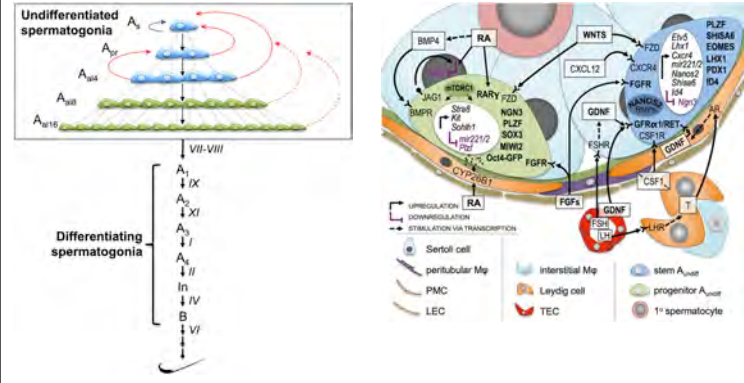 Undifferentiated
spermatogonia
As
Apr
Aal4
Aal8
Aal16
VII-VIII
A1
IX
A2
XI
A3
I
A4
II
In
IV
B
VI
Differentiating
spermatogonia
BMP4
RA
WNTS
CXCL12
FZD
CXCR4
FGFR
PLZF
SHISA6
EOMES
LHX1
PDX1
ID4
Etv5
Lhx1
Cxcr4
mir221/2
Nanos2
Shisa6
Id4
Ngn3
JAG1
BMPR
mTORC1
RARγ
FZD
Stra8
Kit
Sohlh1
mir221/2
Plzf
NGN3
PLZF
SOX3
MIWI2
Oct4-GFP
FGFR
GDNF
FSHR
GFRα1/RET
CSF1R
GDNF
AR
CYP26B1
RA
FGFs
GDNF
FSH
LH
CSF1
LHR
T
UPREGULATION
DOWNREGULATION
STIMULATION VIA TRANSCRIPTION
Sertoli cell
peritubular Mφ
PMC
LEC
interstitial Mφ
Leydig cell
TEC
stem Aundiff
progenitor Aundiff
1º spermatocyte